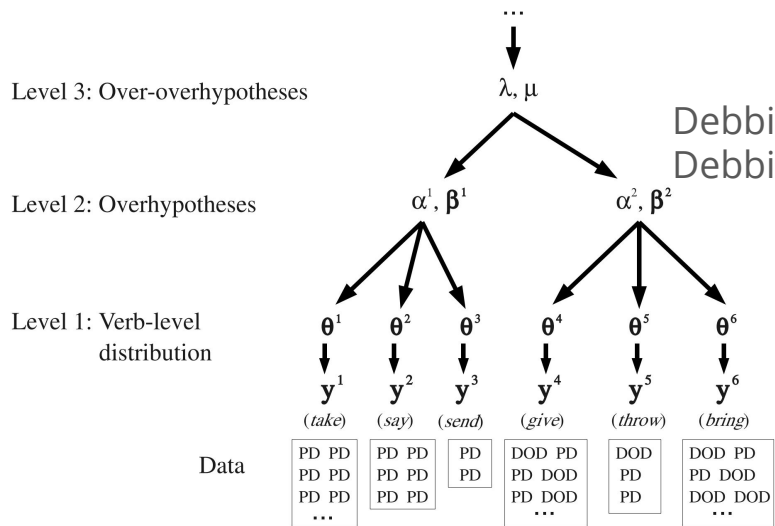 ...
Level 3: Over-overhypotheses λ, μ
Debbi
Debbi
Level 2: Overhypotheses α¹, β¹ α², β²
Level 1: Verb-level θ¹ θ² θ³ θ⁴ θ⁵ θ⁶
distribution
y¹ y² y³ y⁴ y⁵ y⁶
(take) (say) (send) (give) (throw) (bring)
Data
PD PD PD PD PD DOD PD DOD DOD PD
PD PD PD PD PD PD DOD PD PD DOD
PD PD PD PD PD DOD PD DOD DOD
... ... ...